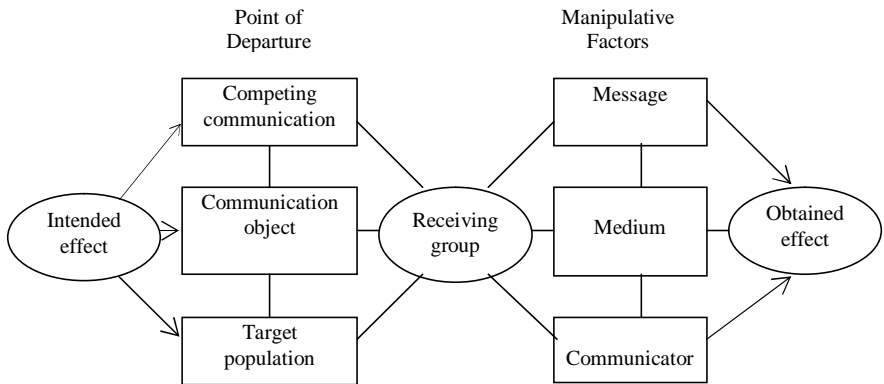 Point of
Departure
Manipulative
Factors
Competing
communication
Message
Intended
effect
Communication
object
Receiving
group
Medium
Obtained
effect
Target
population
Communicator